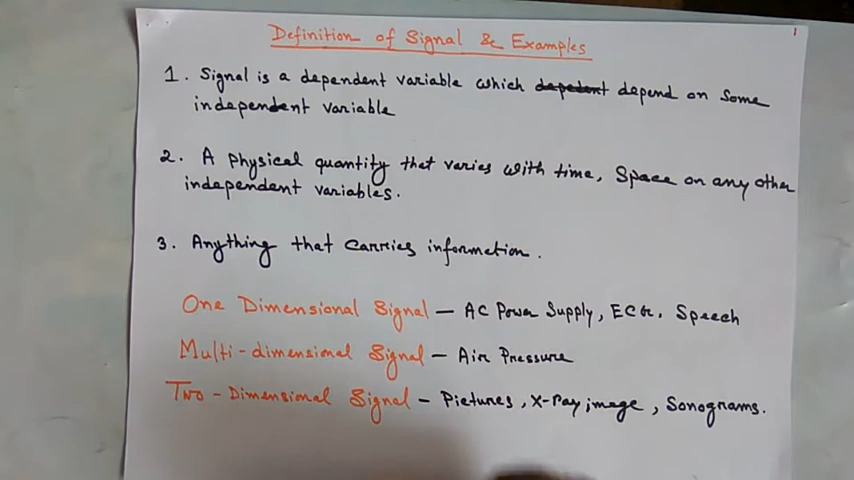 Definition of Signal & Examples
1. Signal is a dependent variable which depend on some
independent variable
2. A physical quantity that varies with time, Space or any other
independent variables.
3. Anything that carries information.
One Dimensional Signal – AC Power Supply, ECG, Speech
Multi-dimensional Signal – Air Pressure
Two-Dimensional Signal – Pictures, X-Ray image, Sonograms.